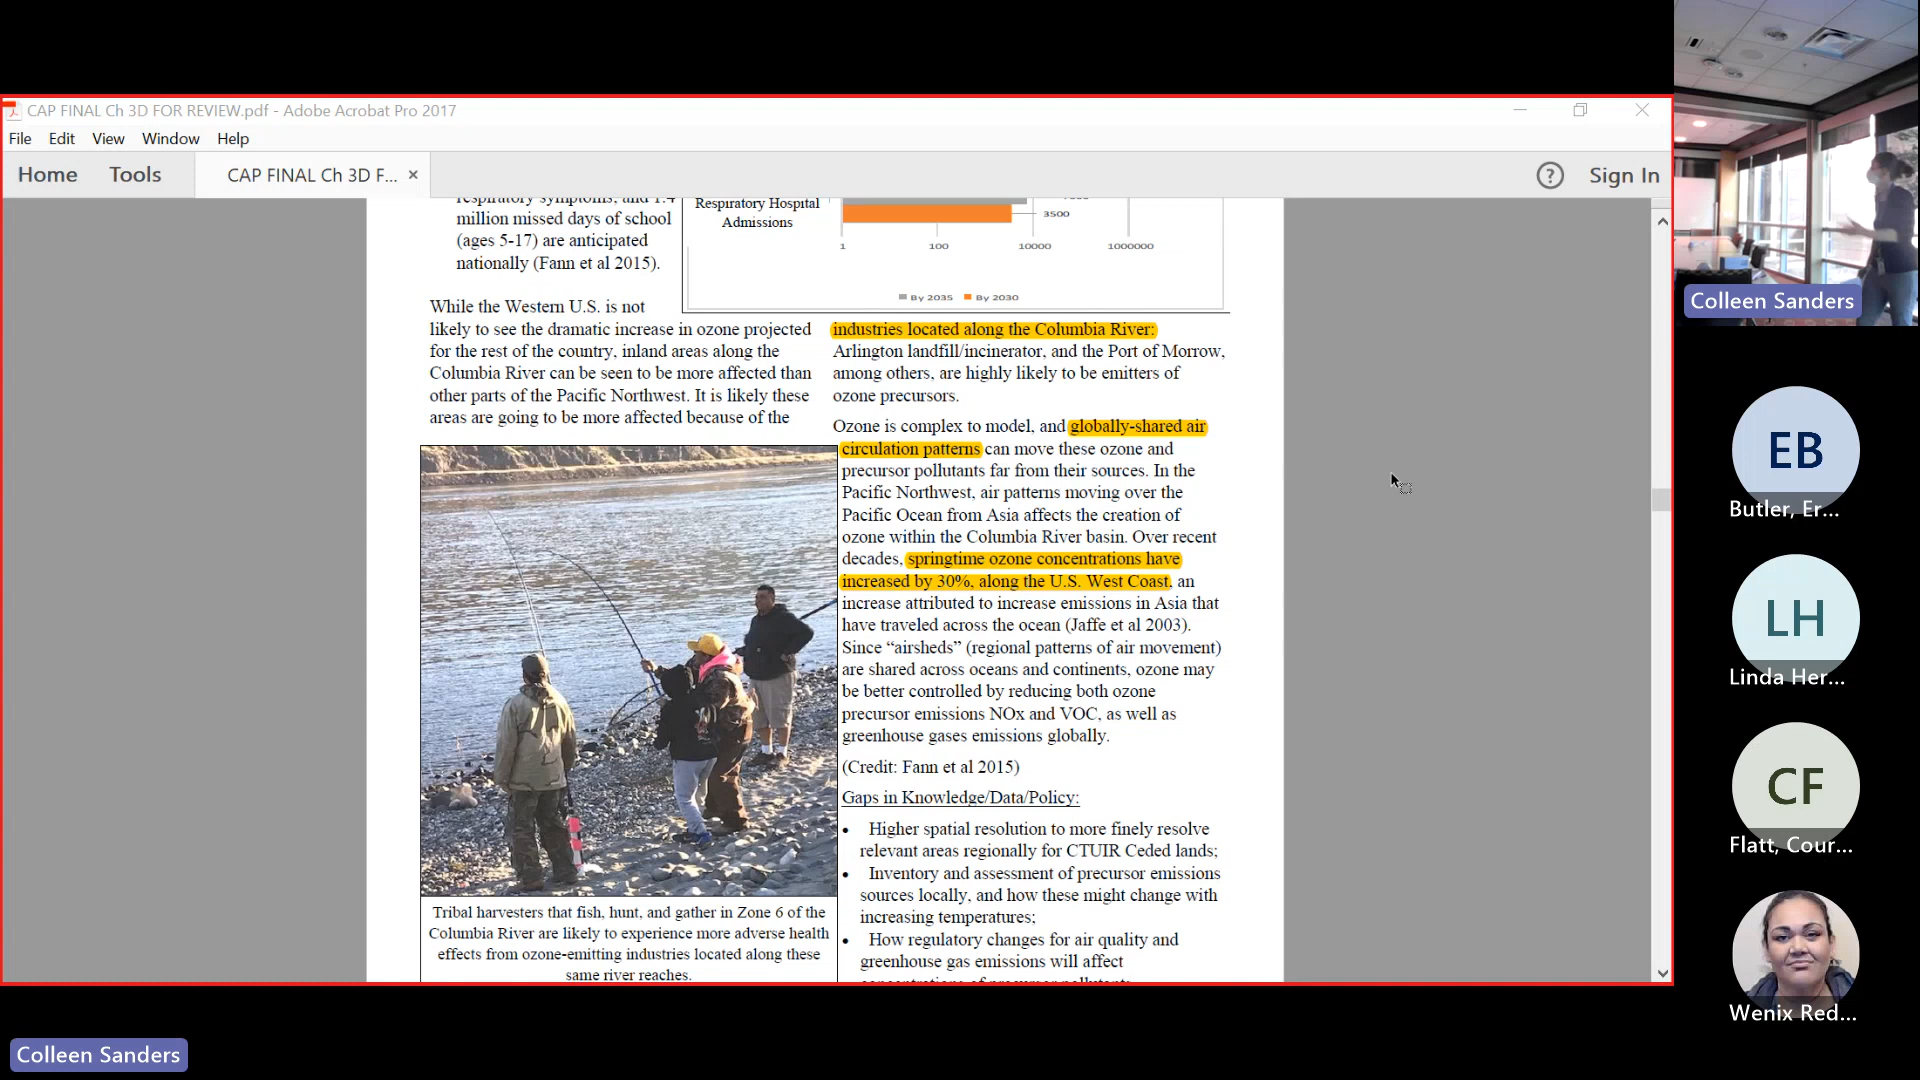 CAP FINAL Ch 3D FOR REVIEW.pdf - Adobe Acrobat Pro 2017
File Edit View Window Help
Home Tools CAP FINAL Ch 3D F... × ? Sign In
respiratory symptoms, and 1.4
million missed days of school
(ages 5-17) are anticipated
nationally (Fann et al 2015).
While the Western U.S. is not
likely to see the dramatic increase in ozone projected
for the rest of the country, inland areas along the
Columbia River can be seen to be more affected than
other parts of the Pacific Northwest. It is likely these
areas are going to be more affected because of the
Respiratory Hospital
Admissions
3500
1 100 10000 1000000
By 2035 By 2030
industries located along the Columbia River:
Arlington landfill/incinerator, and the Port of Morrow,
among others, are highly likely to be emitters of
ozone precursors.
Ozone is complex to model, and globally-shared air
circulation patterns can move these ozone and
precursor pollutants far from their sources. In the
Pacific Northwest, air patterns moving over the
Pacific Ocean from Asia affects the creation of
ozone within the Columbia River basin. Over recent
decades, springtime ozone concentrations have
increased by 30%, along the U.S. West Coast, an
increase attributed to increase emissions in Asia that
have traveled across the ocean (Jaffe et al 2003).
Since “airsheds” (regional patterns of air movement)
are shared across oceans and continents, ozone may
be better controlled by reducing both ozone
precursor emissions NOx and VOC, as well as
greenhouse gases emissions globally.
(Credit: Fann et al 2015)
Gaps in Knowledge/Data/Policy:
• Higher spatial resolution to more finely resolve
relevant areas regionally for CTUIR Ceded lands;
• Inventory and assessment of precursor emissions
sources locally, and how these might change with
increasing temperatures;
• How regulatory changes for air quality and
greenhouse gas emissions will affect
concentrations of precursor pollutants;
Tribal harvesters that fish, hunt, and gather in Zone 6 of the
Columbia River are likely to experience more adverse health
effects from ozone-emitting industries located along these
same river reaches.
Colleen Sanders
EB
Butler, Er...
LH
Linda Her...
CF
Flatt, Cour...
Wenix Red...
Colleen Sanders